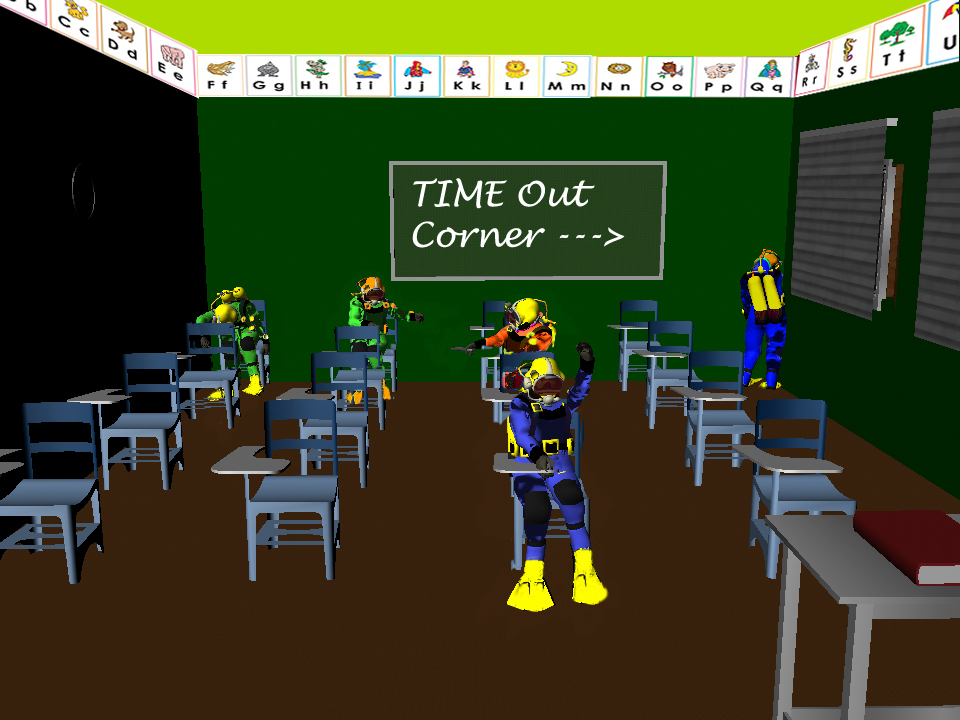 b
Cc
Dd
Ee
Ff
Gg
Hh
Ii
Jj
Kk
Ll
Mm
Nn
Oo
Pp
Qq
Rr
Ss
Tt
U
TIME Out
Corner --->